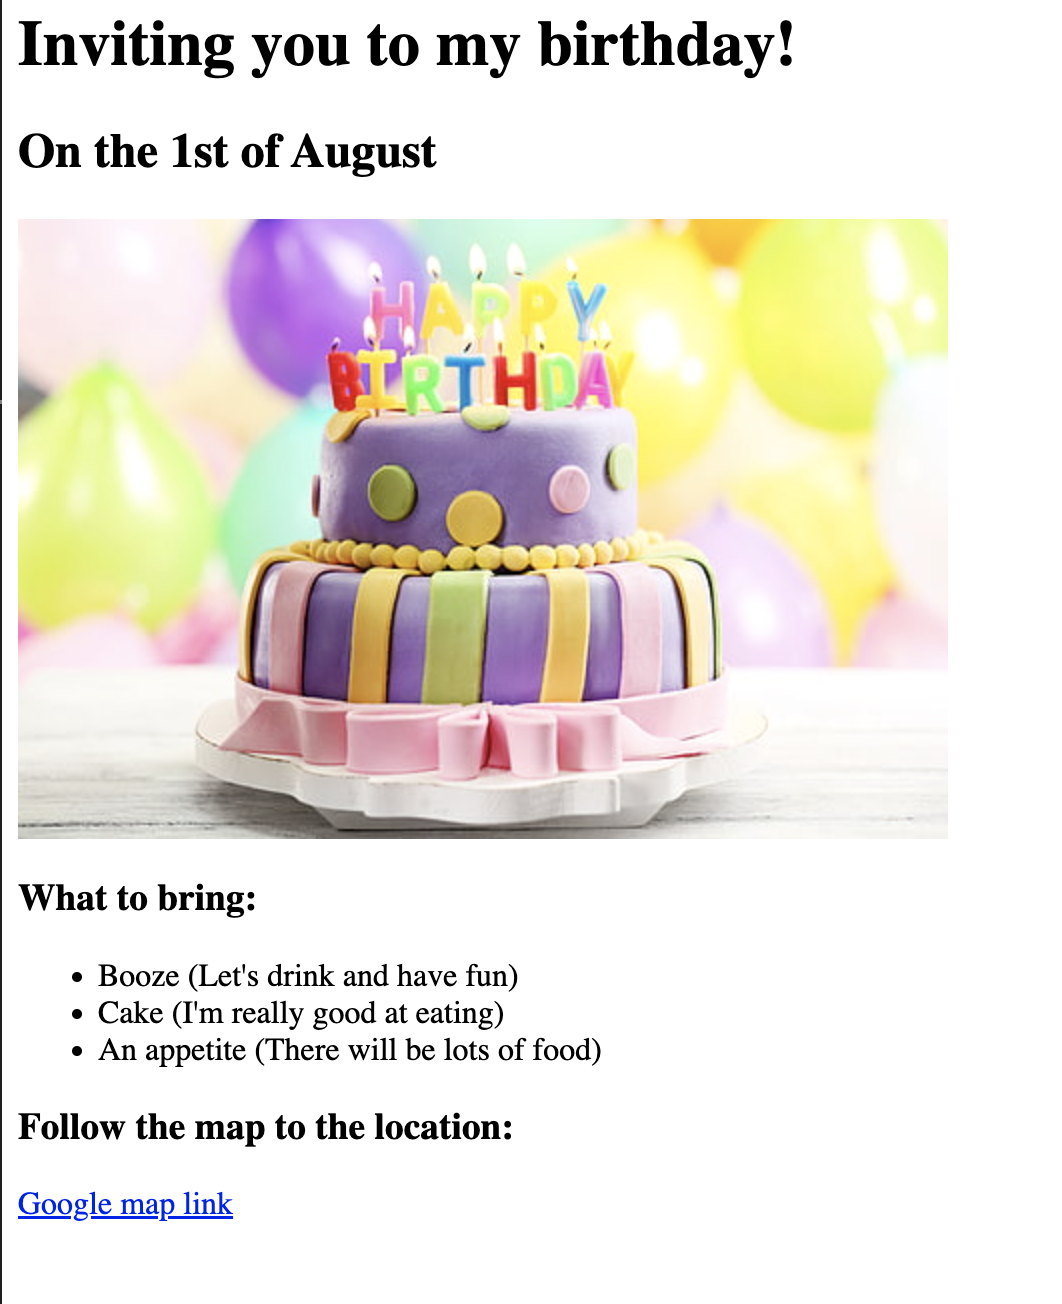 Inviting you to my birthday!
On the 1st of August
HAPPY
BIRTHDAY
What to bring:
Booze (Let's drink and have fun)
Cake (I'm really good at eating)
An appetite (There will be lots of food)
Follow the map to the location:
Google map link